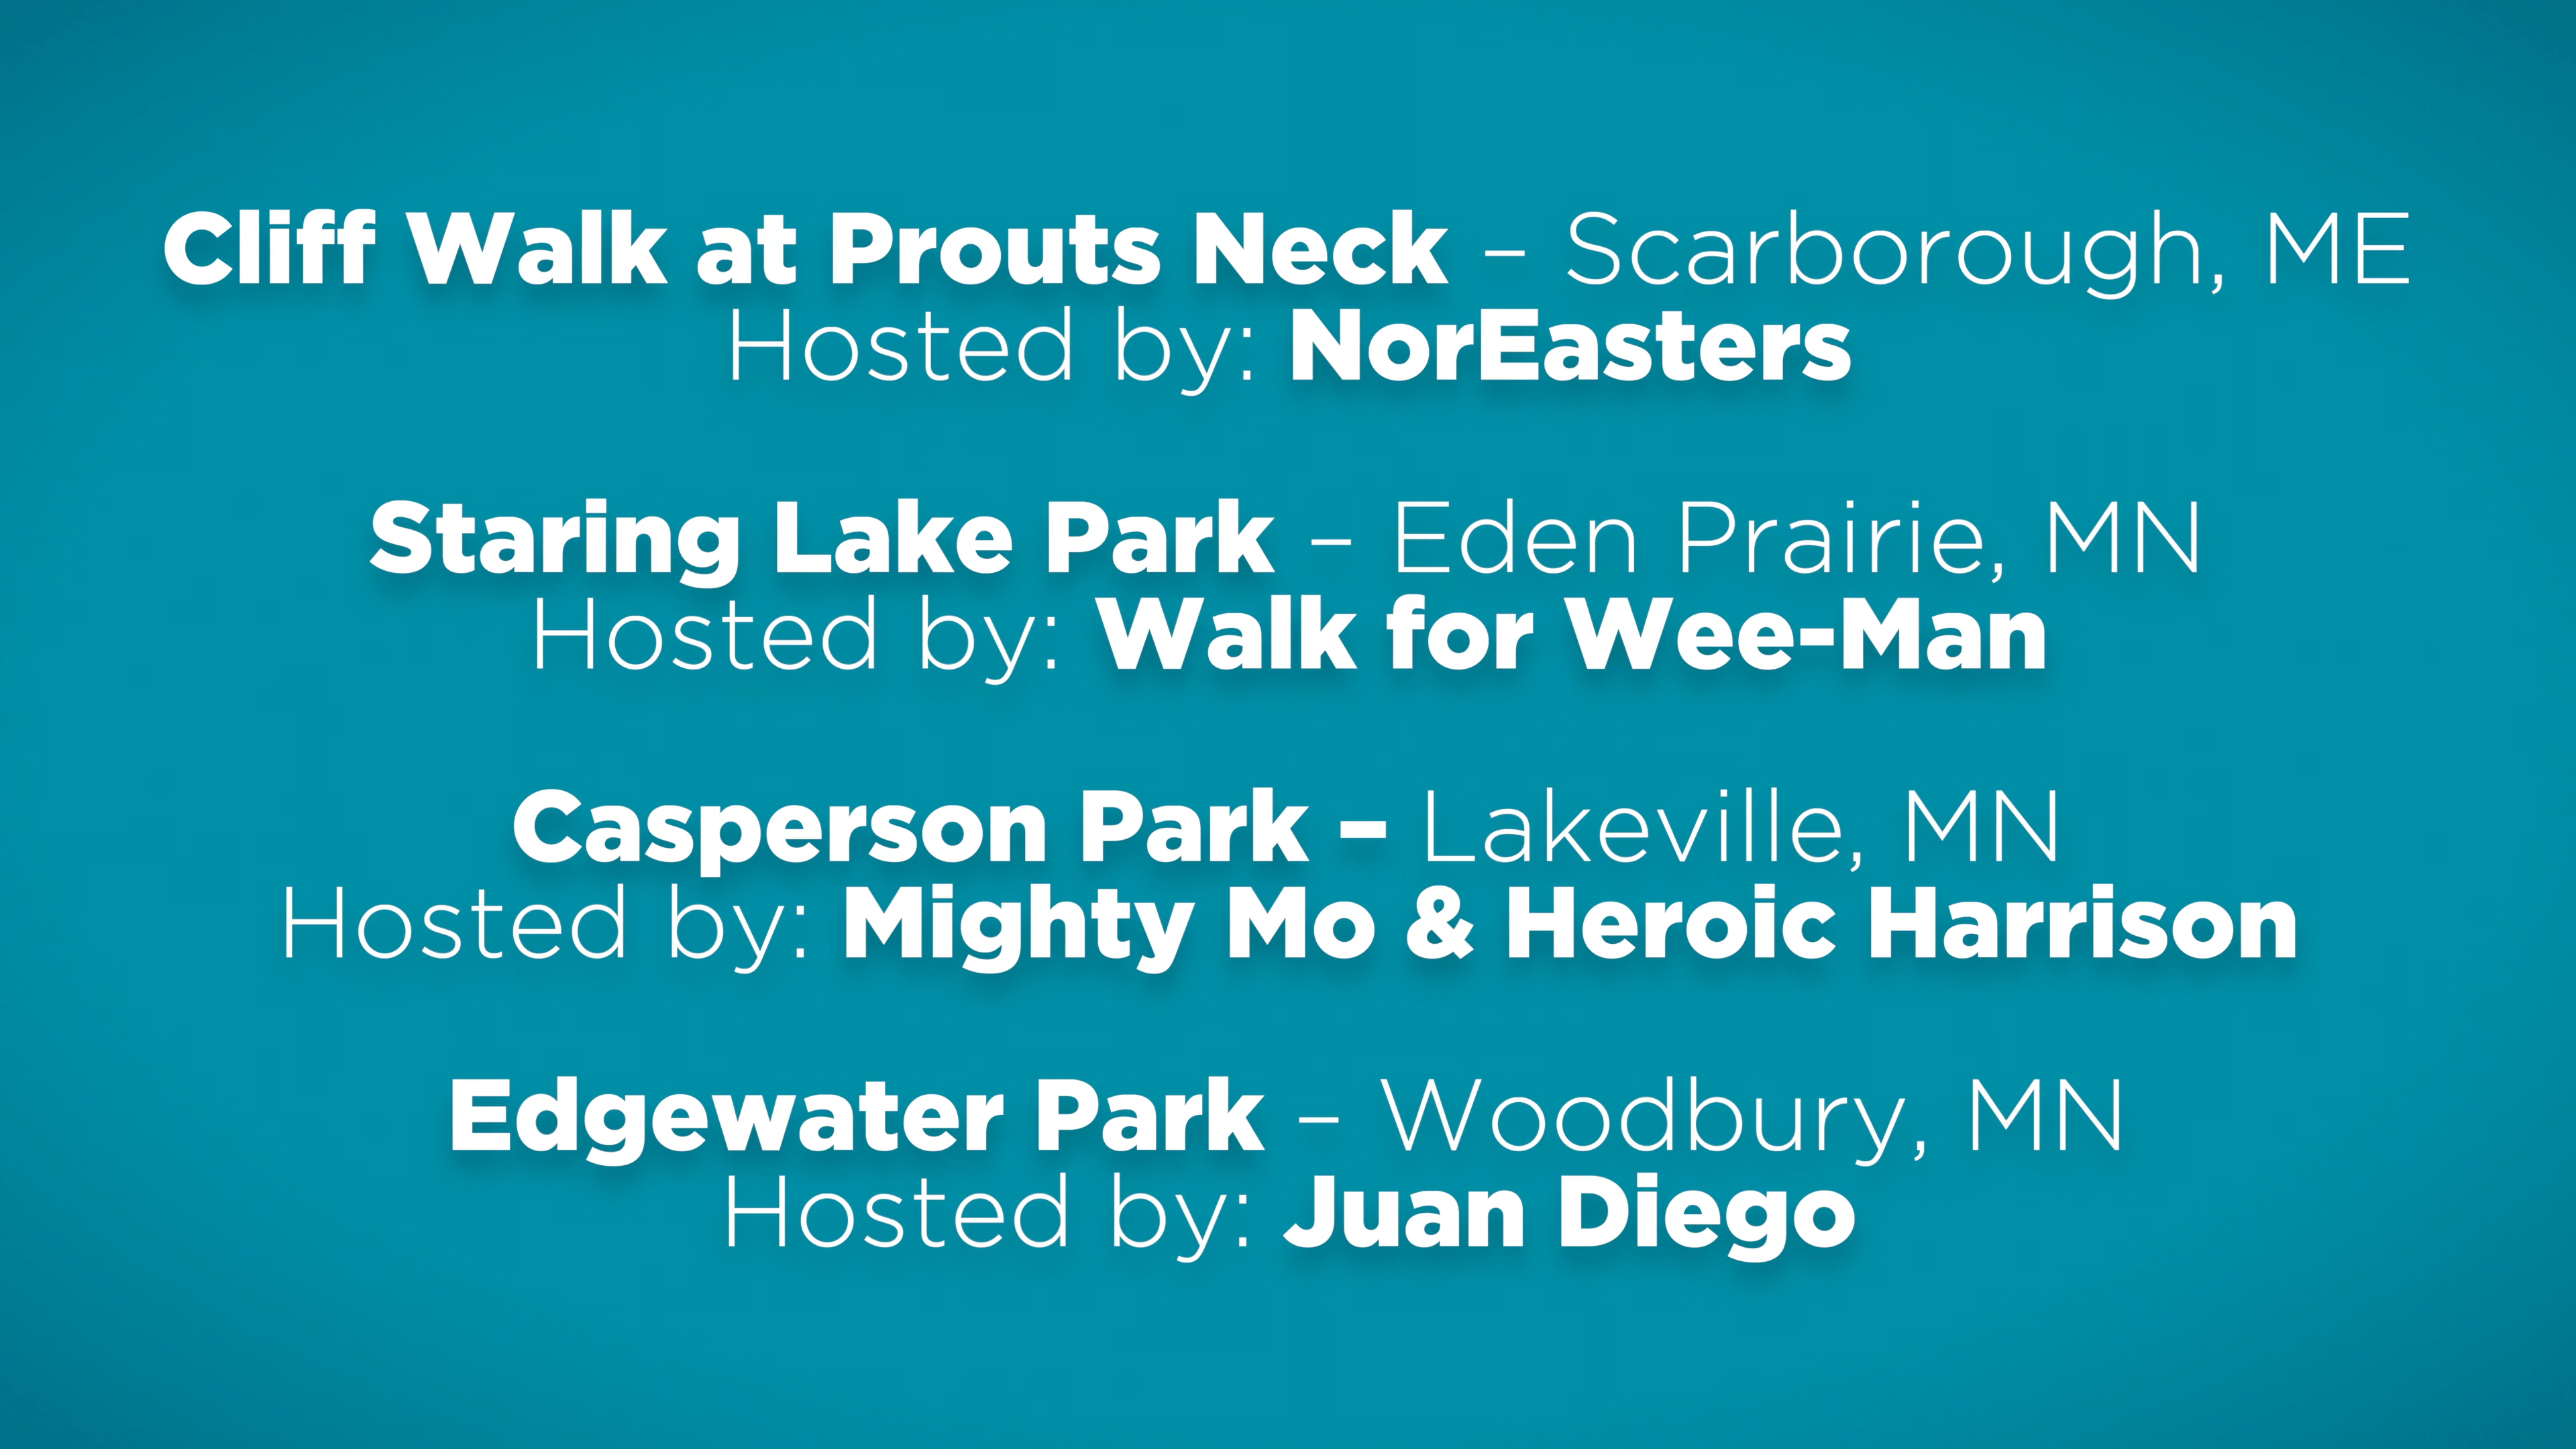 Cliff Walk at Prouts Neck – Scarborough, ME
Hosted by: NorEasters
Staring Lake Park – Eden Prairie, MN
Hosted by: Walk for Wee-Man
Casperson Park – Lakeville, MN
Hosted by: Mighty Mo & Heroic Harrison
Edgewater Park – Woodbury, MN
Hosted by: Juan Diego